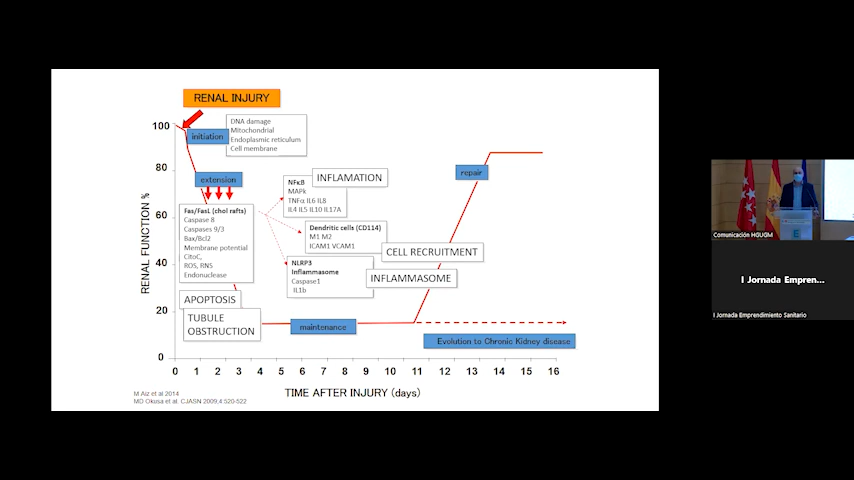 RENAL INJURY
DNA damage
Mitochondrial
Endoplasmic reticulum
Cell membrane
initiation
extension
Fas/FasL (chol rafts)
Caspase 8
Caspases 9/3
Bax/Bcl2
Membrane potential
CitoC,
ROS, RNS
Endonuclease
APOPTOSIS
TUBULE
OBSTRUCTION
NFκB
MAPk
TNFα IL6 IL8
IL4 IL5 IL10 IL17A
INFLAMATION
Dendritic cells (CD114)
M1 M2
ICAM1 VCAM1
CELL RECRUITMENT
NLRP3
Inflammasome
Caspase1
IL1b
INFLAMMASOME
maintenance
repair
Evolution to Chronic Kidney disease
RENAL FUNCTION %
100
80
60
40
20
0
0 1 2 3 4 5 6 7 8 9 10 11 12 13 14 15 16
TIME AFTER INJURY (days)
M Aiz et al 2014
MD Okusa et al. CJASN 2009;4:520-522
Comunicación HGUGM
I Jornada Empren...
I Jornada Emprendimiento Sanitario